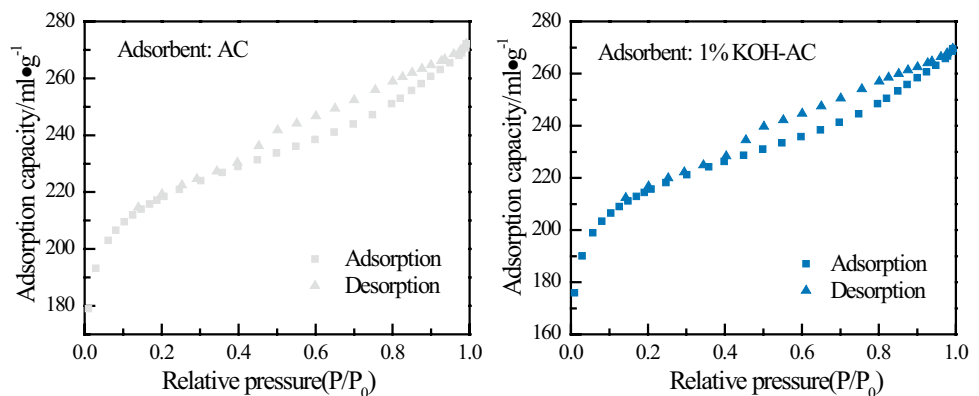 Adsorbent: AC
Adsorption capacity/ml●g⁻¹
280
260
240
220
200
180
Adsorption
Desorption
0.0 0.2 0.4 0.6 0.8 1.0
Relative pressure(P/P₀)
Adsorbent: 1% KOH-AC
Adsorption capacity/ml●g⁻¹
280
260
240
220
200
180
160
Adsorption
Desorption
0.0 0.2 0.4 0.6 0.8 1.0
Relative pressure(P/P₀)